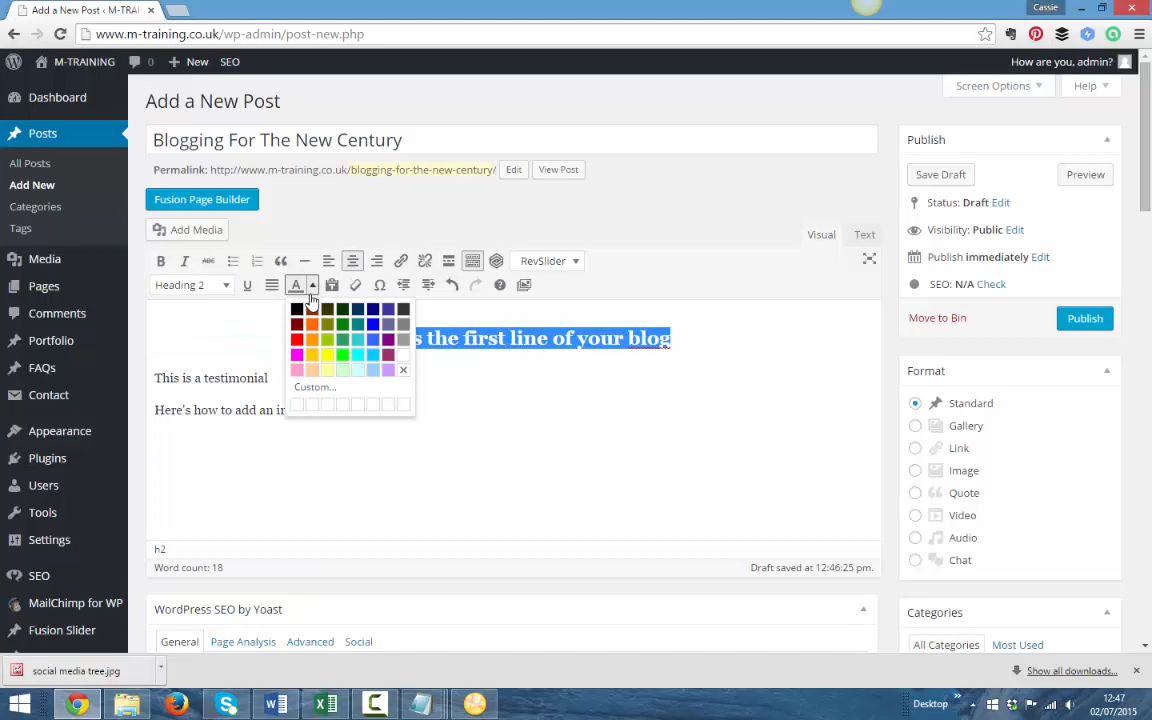 Add a New Post ‹ M-TRAI
Cassie
www.m-training.co.uk/wp-admin/post-new.php
M-TRAINING
0
New
SEO
How are you, admin?
Dashboard
Posts
All Posts
Add New
Categories
Tags
Media
Pages
Comments
Portfolio
FAQs
Contact
Appearance
Plugins
Users
Tools
Settings
SEO
MailChimp for WP
Fusion Slider
Screen Options
Help
Add a New Post
Blogging For The New Century
Permalink: http://www.m-training.co.uk/blogging-for-the-new-century/
Edit
View Post
Fusion Page Builder
Add Media
Visual
Text
B I ABC
RevSlider
Heading 2
U
A
Custom...
s the first line of your blog
This is a testimonial
Here's how to add an i
h2
Word count: 18
Draft saved at 12:46:25 pm.
WordPress SEO by Yoast
General
Page Analysis
Advanced
Social
Publish
Save Draft
Preview
Status: Draft Edit
Visibility: Public Edit
Publish immediately Edit
SEO: N/A Check
Move to Bin
Publish
Format
Standard
Gallery
Link
Image
Quote
Video
Audio
Chat
Categories
All Categories
Most Used
social media tree.jpg
Show all downloads...
Desktop
12:47
02/07/2015